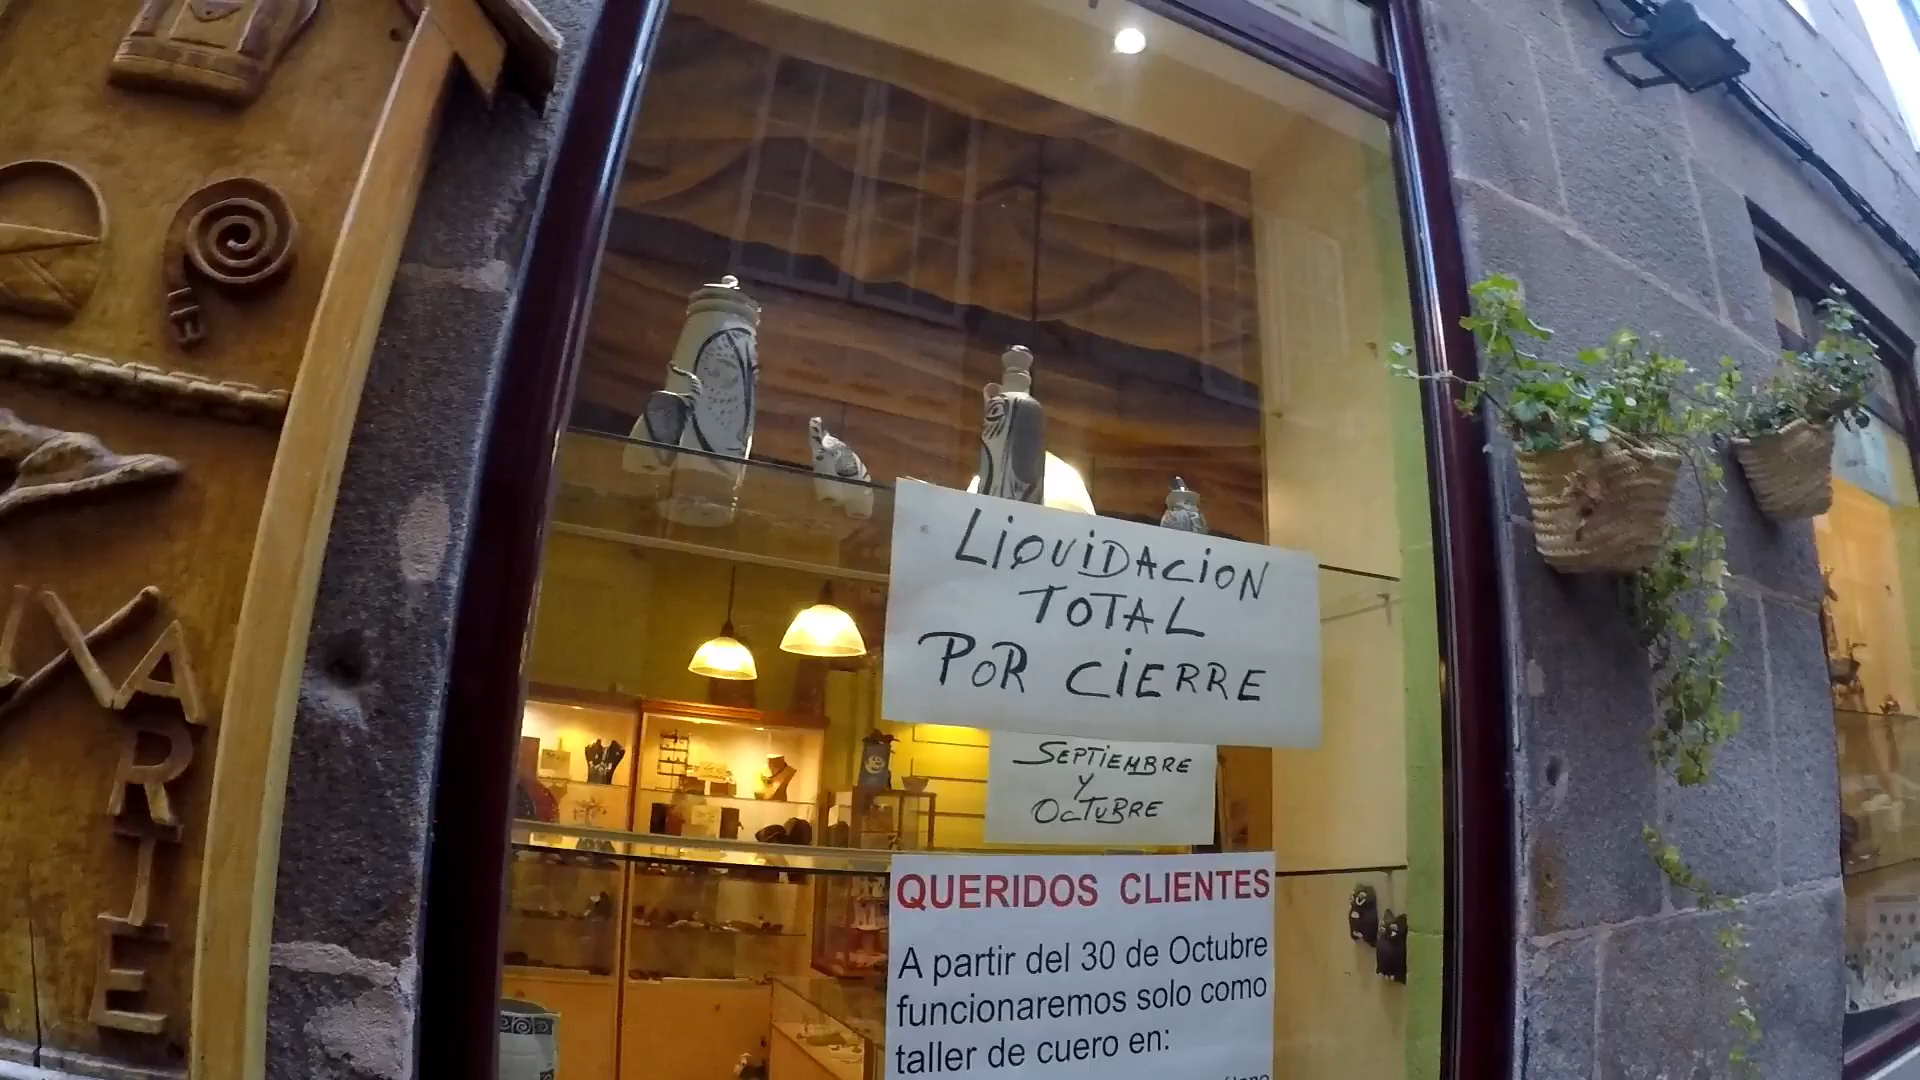 LIQUIDACION
TOTAL
POR CIERRE
SEPTIEMBRE
Y
OCTUBRE
QUERIDOS CLIENTES
A partir del 30 de Octubre
funcionaremos solo como
taller de cuero en:
ARTE